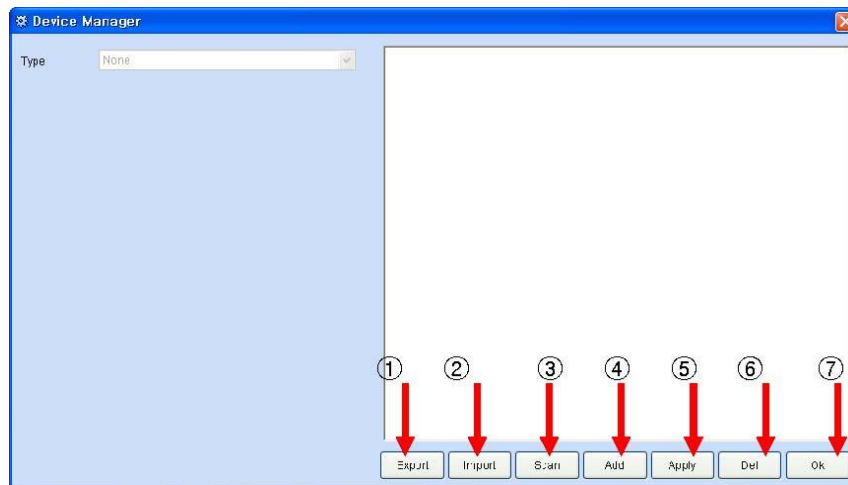 Device Manager
Type None
① ② ③ ④ ⑤ ⑥ ⑦
Export Import Scan Add Apply Del Ok